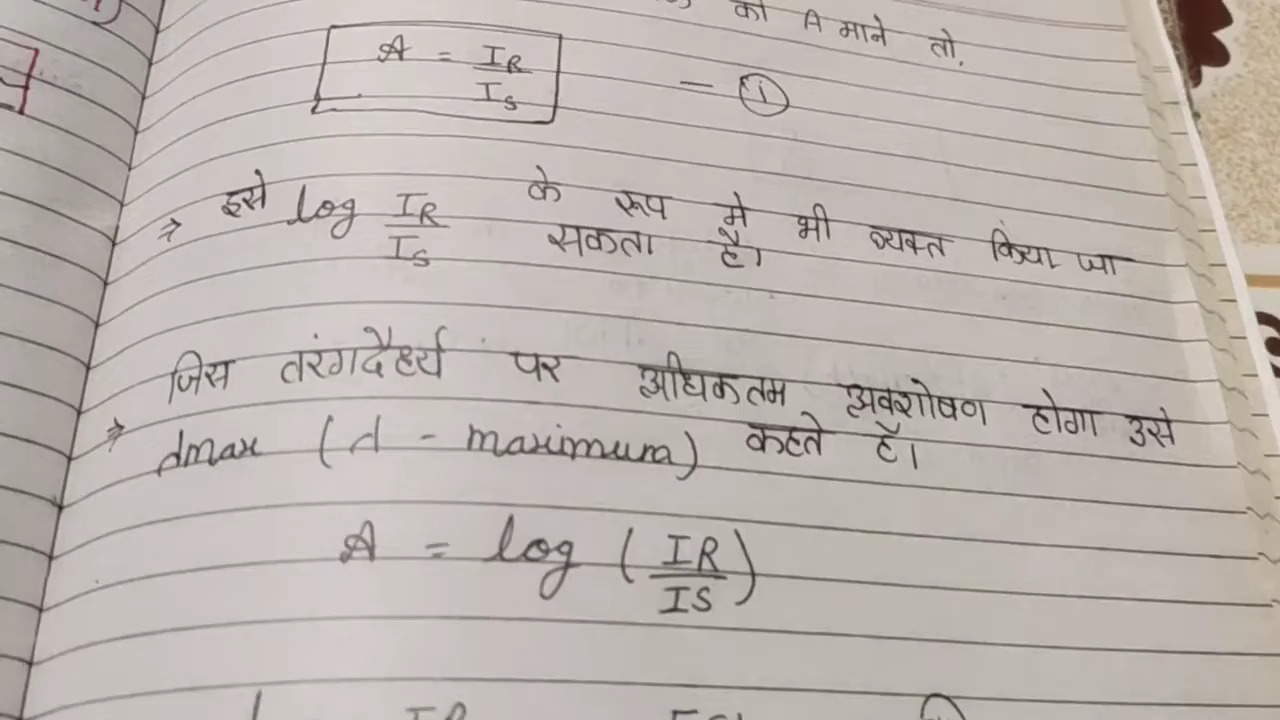 को A माने तो,
A = IR / Is — (i)
⇒ इसे log IR / Is के रूप मे भी व्यक्त किया जा
सकता है।
⇒ जिस तरंगदैर्ध्य पर अधिकतम अवशोषण होगा उसे
dmax (d - maximum) कहते है।
A = log (IR / IS)